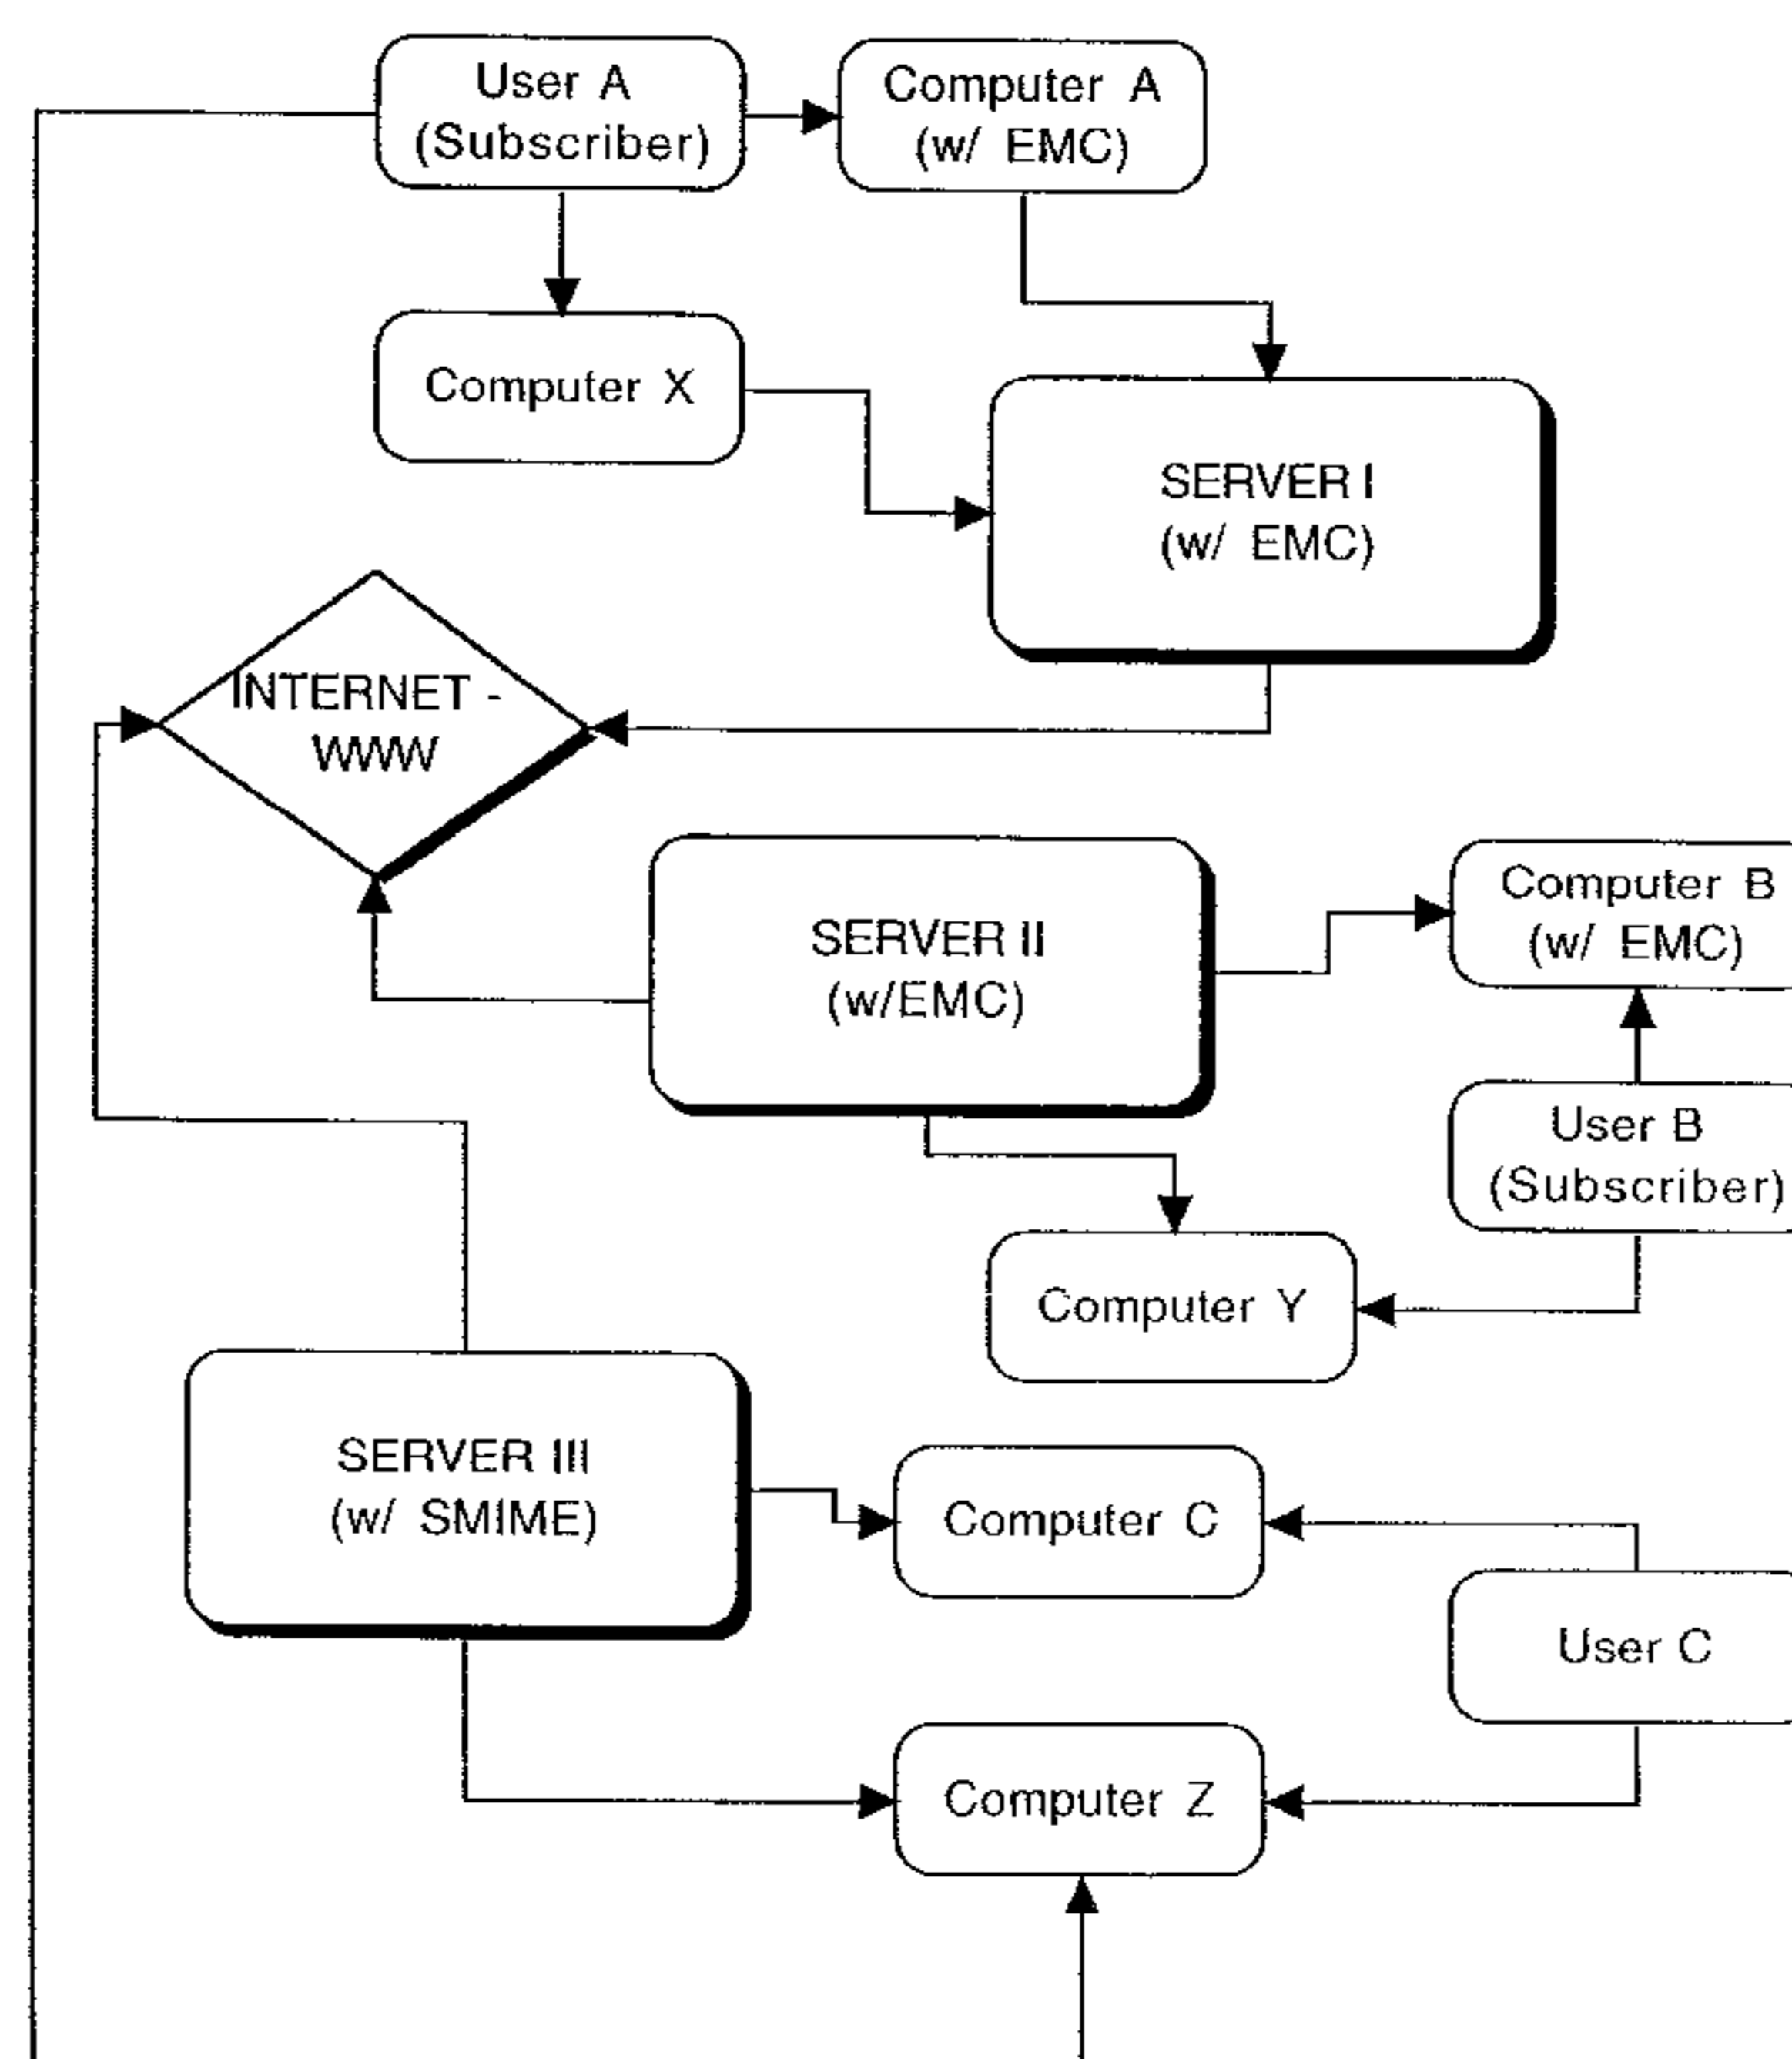 User A
(Subscriber)
Computer A
(w/ EMC)
Computer X
SERVER I
(w/ EMC)
INTERNET -
WWW
SERVER II
(w/EMC)
Computer B
(w/ EMC)
User B
(Subscriber)
Computer Y
SERVER III
(w/ SMIME)
Computer C
User C
Computer Z